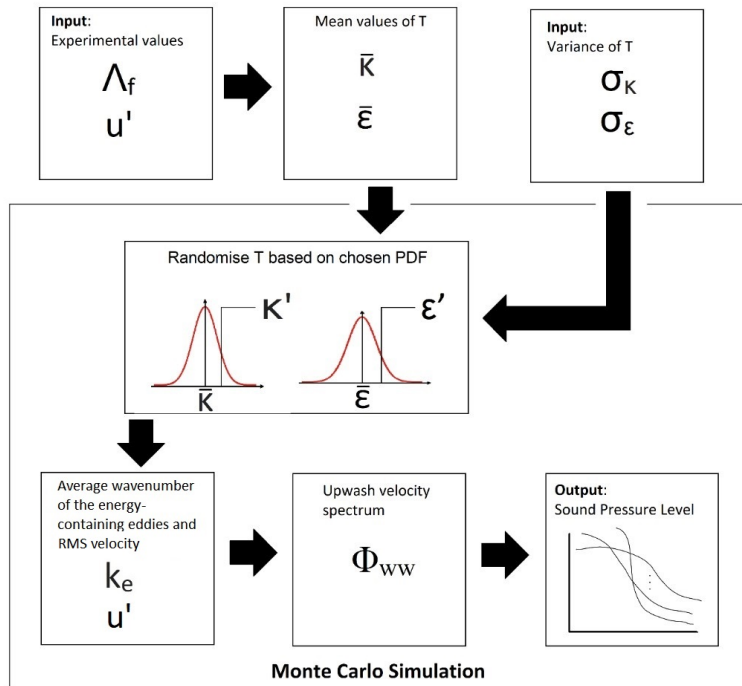 Input:
Experimental values
Λf
u'
Mean values of T
κ̄
ε̄
Input:
Variance of T
σκ
σε
Randomise T based on chosen PDF
κ'
κ̄
ε’
ε̄
Average wavenumber
of the energy-
containing eddies and
RMS velocity
ke
u'
Upwash velocity
spectrum
Φww
Output:
Sound Pressure Level
Monte Carlo Simulation